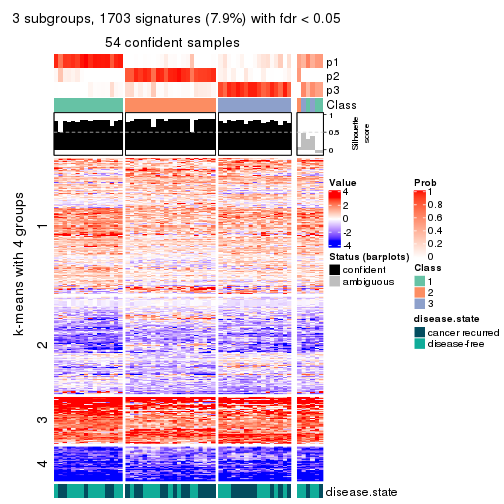 3 subgroups, 1703 signatures (7.9%) with fdr < 0.05
54 confident samples
p1
p2
p3
Class
1
0.5
0
Silhouette
score
k-means with 4 groups
1
2
3
4
disease.state
Value
4
2
0
-2
-4
Status (barplots)
confident
ambiguous
Prob
1
0.8
0.6
0.4
0.2
0
Class
1
2
3
disease.state
cancer recurred
disease-free